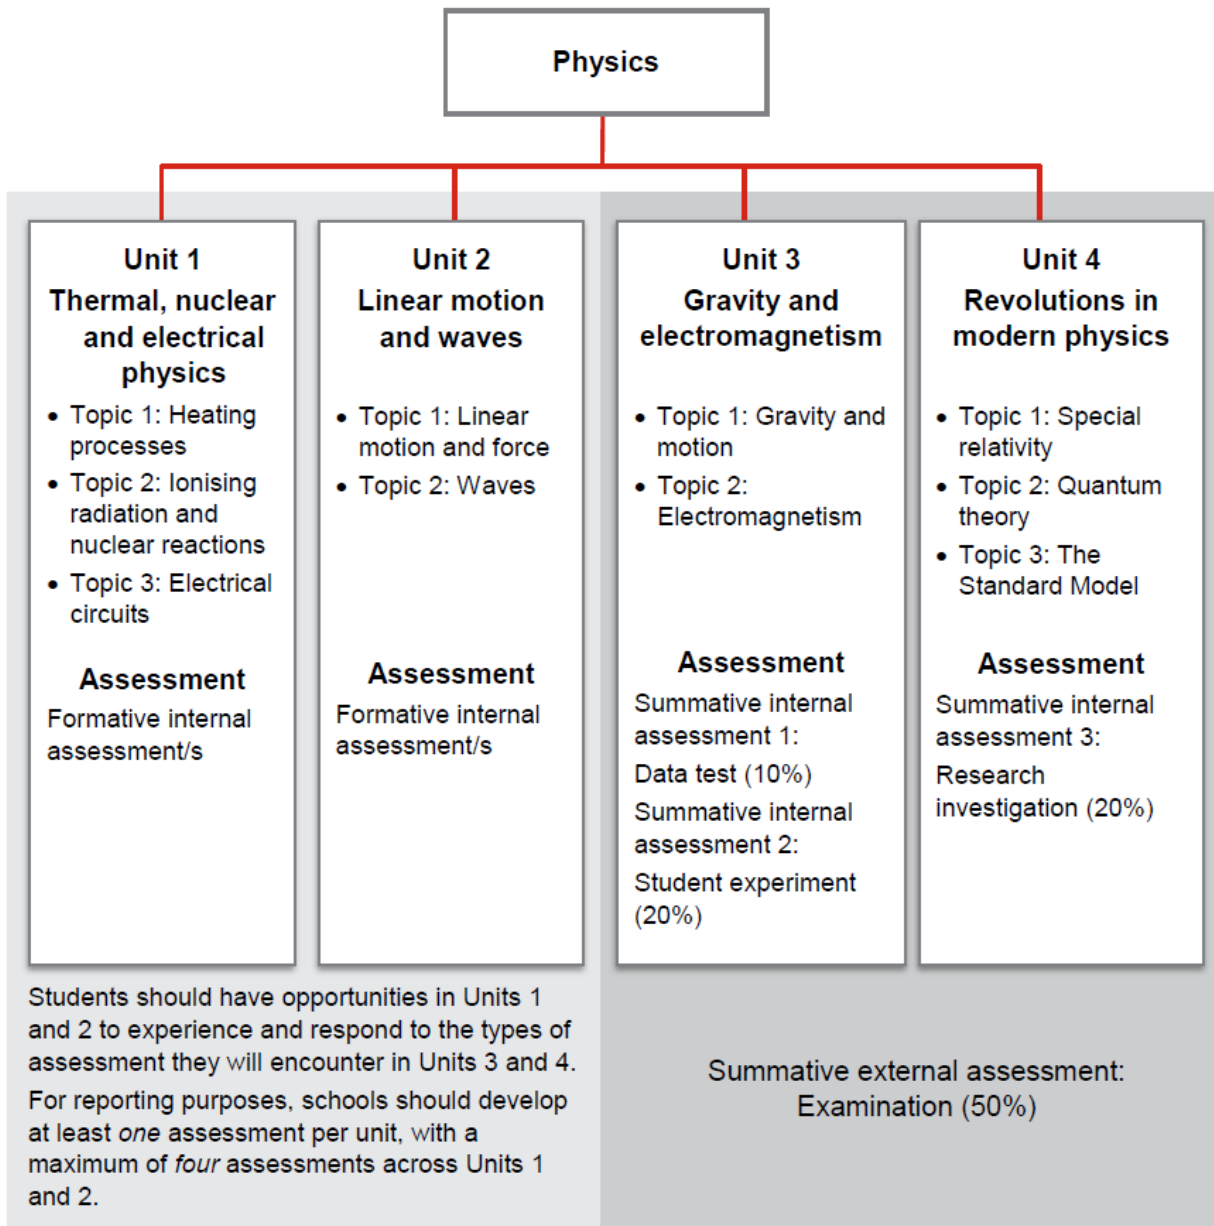 Physics
Unit 1
Thermal, nuclear
and electrical
physics
• Topic 1: Heating
processes
• Topic 2: Ionising
radiation and
nuclear reactions
• Topic 3: Electrical
circuits
Assessment
Formative internal
assessment/s
Unit 2
Linear motion
and waves
• Topic 1: Linear
motion and force
• Topic 2: Waves
Assessment
Formative internal
assessment/s
Unit 3
Gravity and
electromagnetism
• Topic 1: Gravity and
motion
• Topic 2:
Electromagnetism
Assessment
Summative internal
assessment 1:
Data test (10%)
Summative internal
assessment 2:
Student experiment
(20%)
Unit 4
Revolutions in
modern physics
• Topic 1: Special
relativity
• Topic 2: Quantum
theory
• Topic 3: The
Standard Model
Assessment
Summative internal
assessment 3:
Research
investigation (20%)
Students should have opportunities in Units 1
and 2 to experience and respond to the types of
assessment they will encounter in Units 3 and 4.
For reporting purposes, schools should develop
at least one assessment per unit, with a
maximum of four assessments across Units 1
and 2.
Summative external assessment:
Examination (50%)